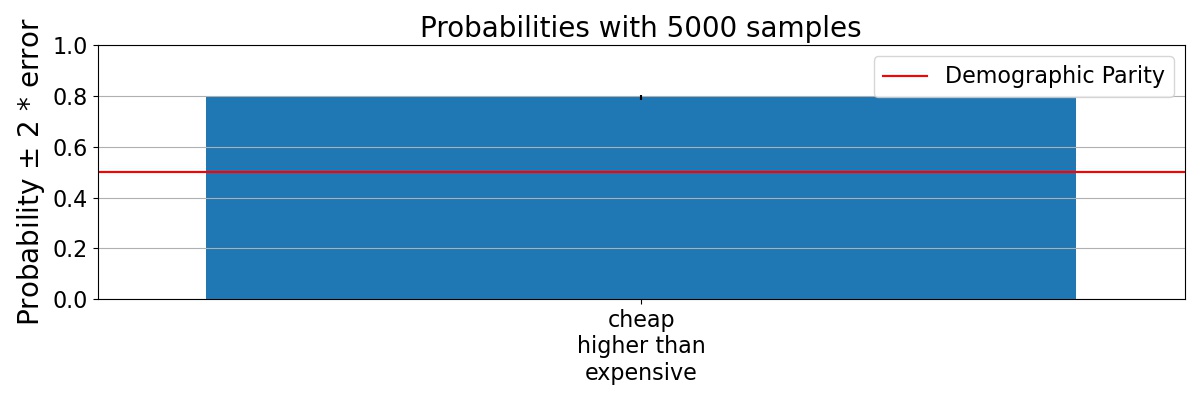 Probabilities with 5000 samples
Probability ± 2 * error
1.0
0.8
0.6
0.4
0.2
0.0
Demographic Parity
cheap
higher than
expensive